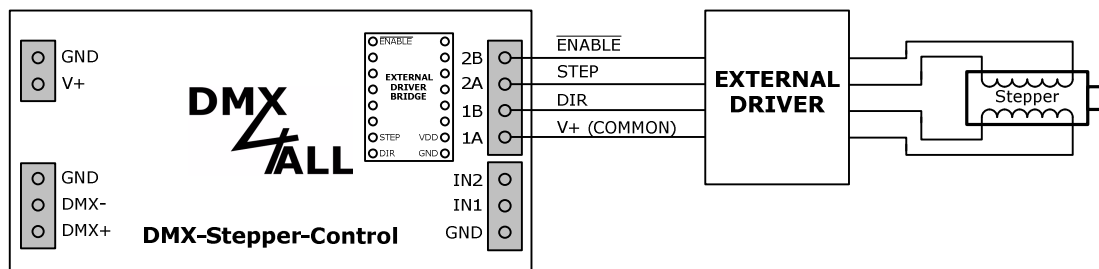 GND
V+
GND
DMX-
DMX+
DMX
4
ALL
DMX-Stepper-Control
ENABLE
EXTERNAL
DRIVER
BRIDGE
STEP VDD
DIR GND
2B
2A
1B
1A
IN2
IN1
GND
ENABLE
STEP
DIR
V+ (COMMON)
EXTERNAL
DRIVER
Stepper